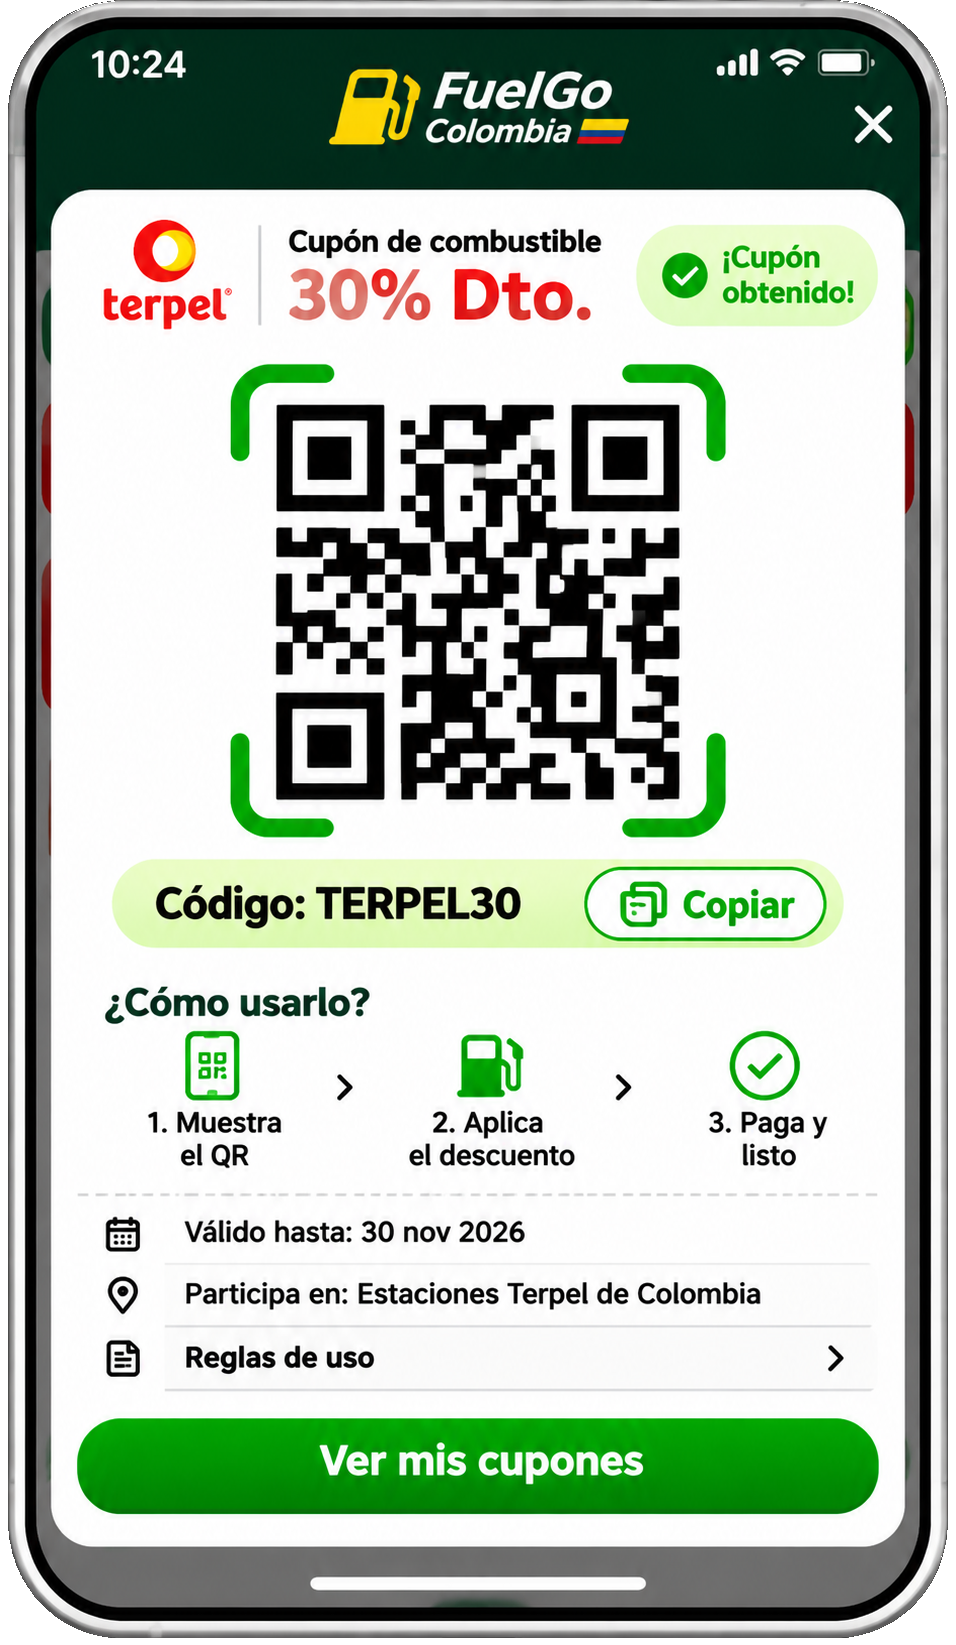 10:24
FuelGo
Colombia
terpel®
Cupón de combustible
30% Dto.
¡Cupón
obtenido!
Código: TERPEL30
Copiar
¿Cómo usarlo?
1. Muestra
el QR
2. Aplica
el descuento
3. Paga y
listo
Válido hasta: 30 nov 2026
Participa en: Estaciones Terpel de Colombia
Reglas de uso
Ver mis cupones